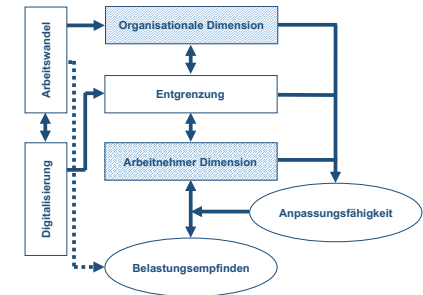 Organisationale Dimension
Arbeitswandel
Entgrenzung
Arbeitnehmer Dimension
Digitalisierung
Anpassungsfähigkeit
Belastungsempfinden